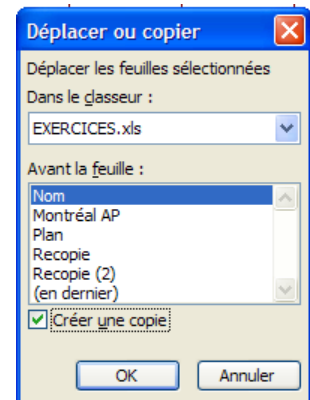 Déplacer ou copier
Déplacer les feuilles sélectionnées
Dans le classeur :
EXERCICES.xls
Avant la feuille :
Nom
Montréal AP
Plan
Recopie
Recopie (2)
(en dernier)
Créer une copie
OK
Annuler